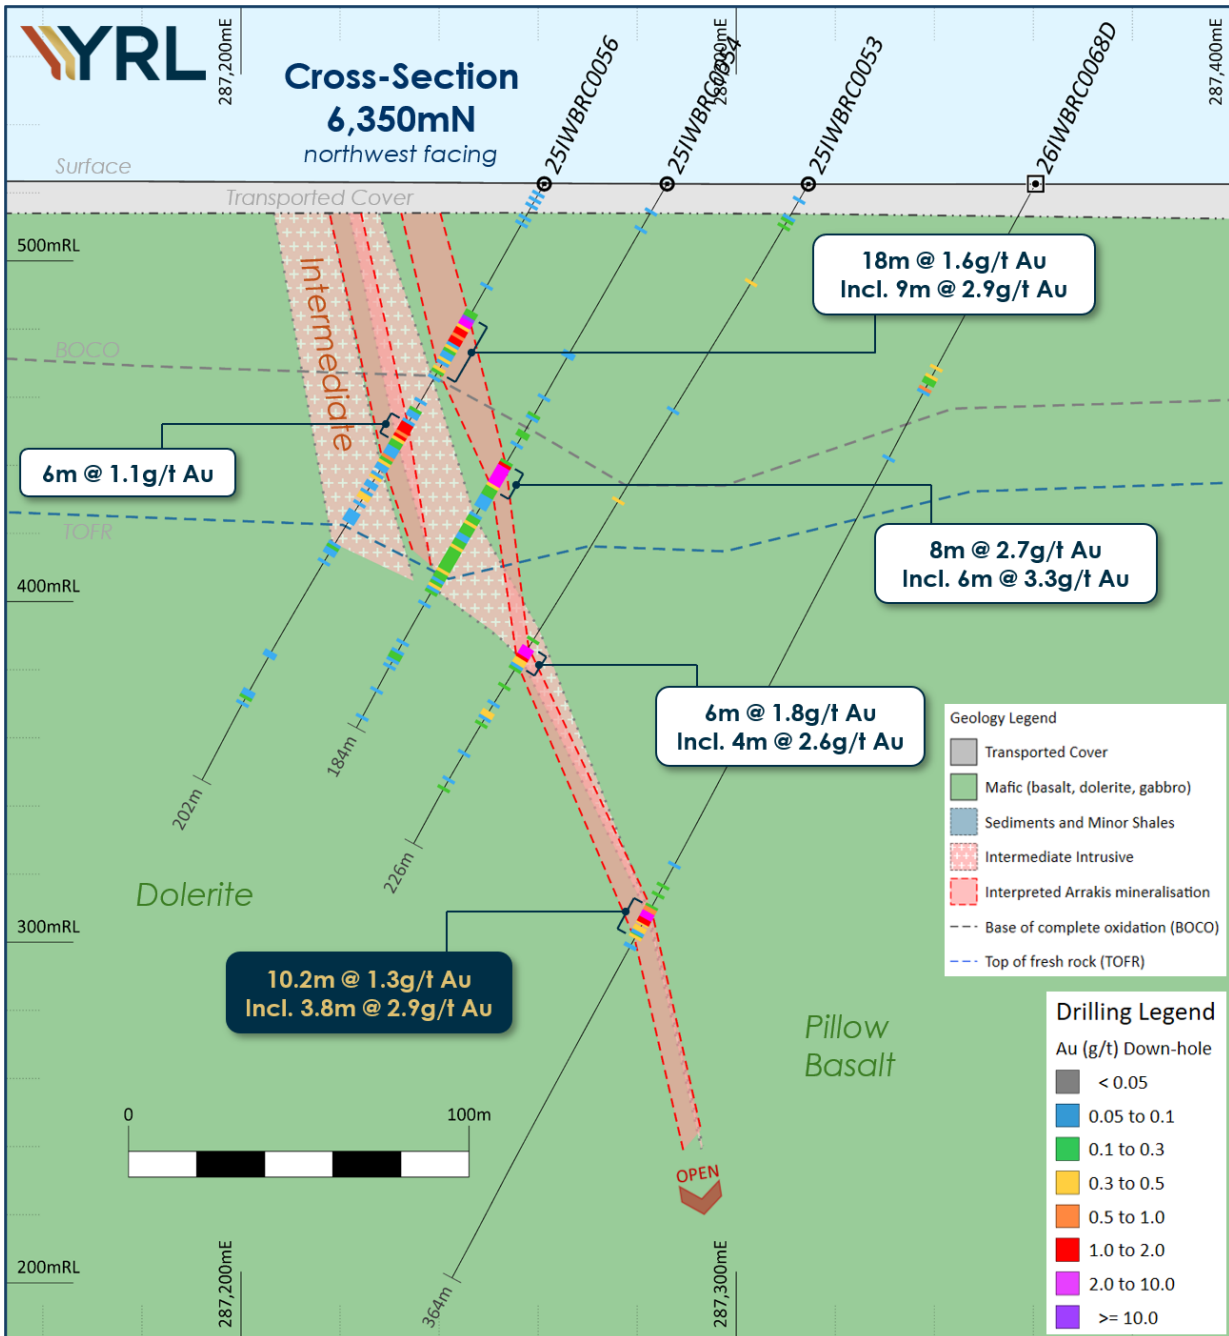 YRL
287,200mE
287,300mE
287,400mE
Cross-Section
6,350mN
northwest facing
25IWBRC0056
25IWBRC0054
25IWBRC0053
26IWBRC0068D
Surface
Transported Cover
500mRL
18m @ 1.6g/t Au
Incl. 9m @ 2.9g/t Au
Intermediate
BOCO
6m @ 1.1g/t Au
TOFR
8m @ 2.7g/t Au
Incl. 6m @ 3.3g/t Au
400mRL
6m @ 1.8g/t Au
Incl. 4m @ 2.6g/t Au
184m
202m
226m
Geology Legend
Transported Cover
Mafic (basalt, dolerite, gabbro)
Sediments and Minor Shales
Intermediate Intrusive
Interpreted Arrakis mineralisation
Base of complete oxidation (BOCO)
Top of fresh rock (TOFR)
Dolerite
300mRL
10.2m @ 1.3g/t Au
Incl. 3.8m @ 2.9g/t Au
Pillow
Basalt
Drilling Legend
Au (g/t) Down-hole
< 0.05
0.05 to 0.1
0.1 to 0.3
0.3 to 0.5
0.5 to 1.0
1.0 to 2.0
2.0 to 10.0
>= 10.0
0
100m
OPEN
200mRL
287,200mE
287,300mE
364m